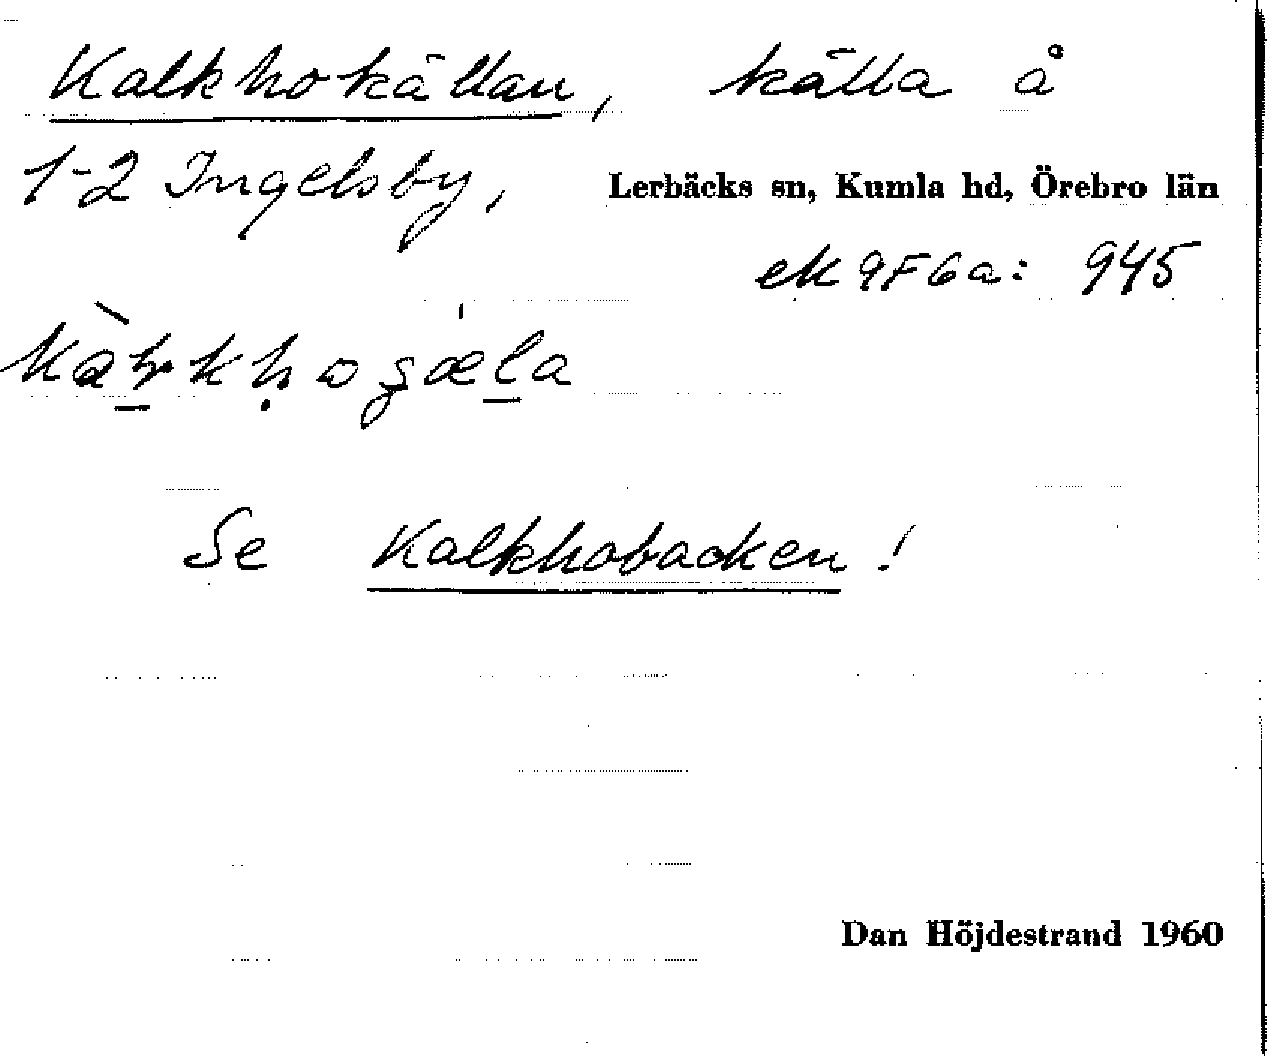 Kalkhokällan, källa å
1-2 Ingelsby, Lerbäcks sn, Kumla hd, Örebro län
ek 9F6a: 945
Se Kalkhobacken!
Dan Höjdestrand 1960